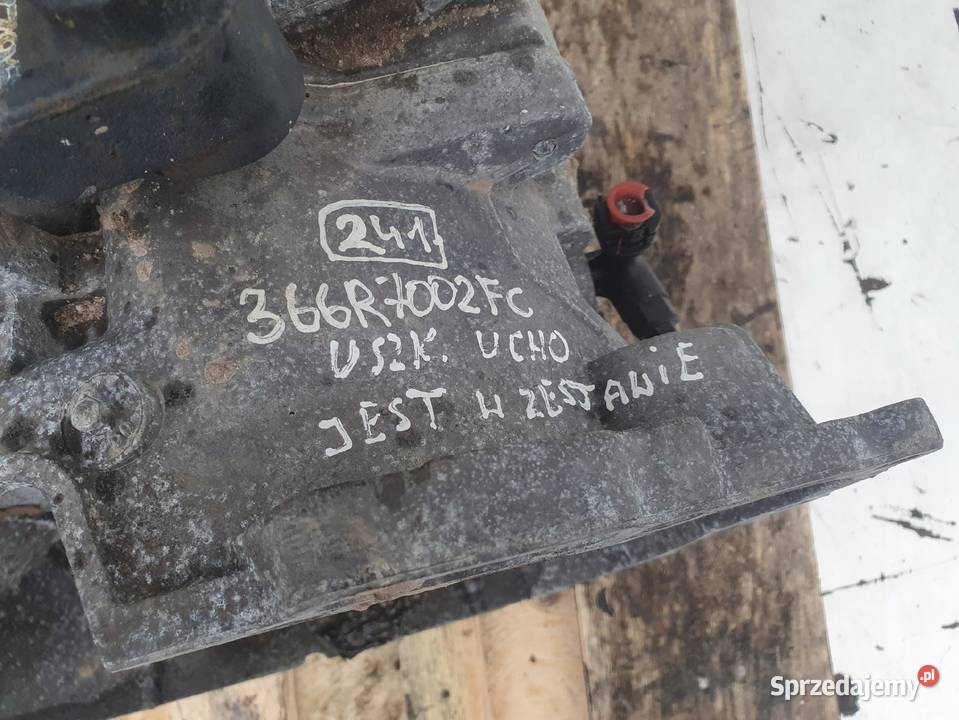 241
366R7002FC
USZK. UCHO
JEST W ZESTAWIE
Sprzedajemy.pl